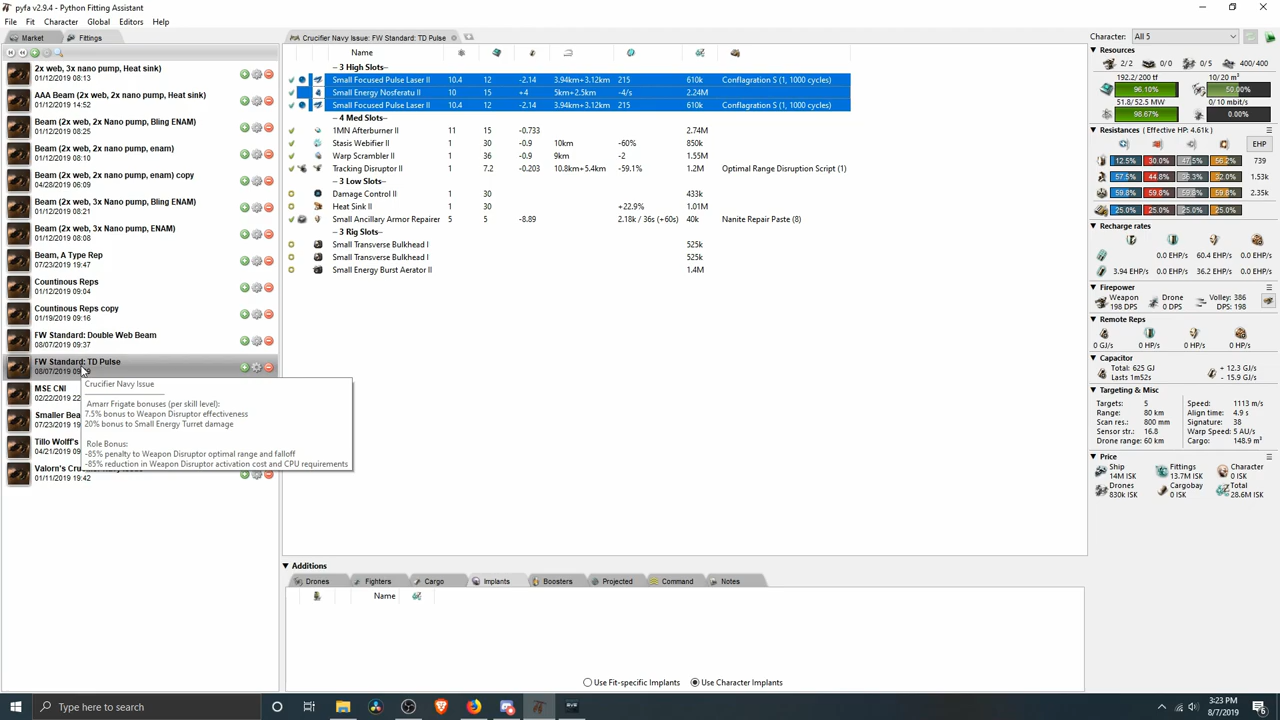 pyfa v2.9.4 - Python Fitting Assistant
File Fit Character Global Editors Help
Market Fittings
2x web, 3x nano pump, Heat sink)
01/12/2019 08:13
AAA Beam (2x web, 2x nano pump, Heat sink)
01/12/2019 14:52
Beam (2x web, 2x nano pump, Bling ENAM)
01/12/2019 08:25
Beam (2x web, 2x nano pump, enam)
01/12/2019 08:10
Beam (2x web, 2x nano pump, enam) copy
04/28/2019 06:09
Beam (2x web, 3x nano pump, Bling ENAM)
01/12/2019 08:21
Beam (2x web, 3x Nano pump, ENAM)
01/12/2019 08:08
Beam, A Type Rep
07/23/2019 19:47
Countinous Reps
01/12/2019 09:04
Countinous Reps copy
01/19/2019 09:16
FW Standard: Double Web Beam
08/07/2019 09:37
FW Standard: TD Pulse
08/07/2019
MSE CNI
02/22/2019
Smaller Bea
07/23/2019
Tillo Wolff's
04/21/2019
Valorn's Cru
01/11/2019 19:42
Crucifier Navy Issue
Amarr Frigate bonuses (per skill level):
7.5% bonus to Weapon Disruptor effectiveness
20% bonus to Small Energy Turret damage
Role Bonus:
-85% penalty to Weapon Disruptor optimal range and falloff
-85% reduction in Weapon Disruptor activation cost and CPU requirements
Crucifier Navy Issue: FW Standard: TD Pulse
Name
– 3 High Slots–
Small Focused Pulse Laser II 10.4 12 -2.14 3.94km+3.12km 215 610k Conflagration S (1, 1000 cycles)
Small Energy Nosferatu II 10 15 +4 5km+2.5km -4/s 2.24M
Small Focused Pulse Laser II 10.4 12 -2.14 3.94km+3.12km 215 610k Conflagration S (1, 1000 cycles)
– 4 Med Slots–
1MN Afterburner II 11 15 -0.733 2.74M
Stasis Webifier II 1 30 -0.9 10km -60% 850k
Warp Scrambler II 1 36 -0.9 9km -2 1.55M
Tracking Disruptor II 1 7.2 -0.203 10.8km+5.4km -59.1% 1.2M Optimal Range Disruption Script (1)
– 3 Low Slots–
Damage Control II 1 30 433k
Heat Sink II 1 30 +22.9% 1.01M
Small Ancillary Armor Repairer 5 5 -8.89 2.18k / 36s (+60s) 40k Nanite Repair Paste (8)
– 3 Rig Slots–
Small Transverse Bulkhead I 525k
Small Transverse Bulkhead I 525k
Small Energy Burst Aerator II 1.4M
Additions
Drones Fighters Cargo Implants Boosters Projected Command Notes
Name
Use Fit-specific Implants Use Character Implants
Character: All 5
Resources
2/2 0/0 0/5 400/400
192.2/200 tf 10/20 m³
96.10% 50.00%
51.8/52.5 MW 0/10 mbit/s
98.67% 0.00%
Resistances ( Effective HP: 4.61k )
EHP
12.5% 30.0% 47.5% 56.2% 739
57.5% 44.8% 36.3% 32.0% 1.53k
59.8% 59.8% 59.8% 59.8% 2.35k
25.0% 25.0% 25.0% 25.0%
Recharge rates
0.0 EHP/s 60.4 EHP/s 0.0 EHP/s
3.94 EHP/s 0.0 EHP/s 36.2 EHP/s 0.0 EHP/s
Firepower
Weapon 198 DPS Drone 0 DPS Volley: 386 DPS: 198
Remote Reps
0 GJ/s 0 HP/s 0 HP/s 0 HP/s
Capacitor
Total: 625 GJ + 12.3 GJ/s
Lasts 1m52s - 15.9 GJ/s
Targeting & Misc
Targets: 5 Speed: 1113 m/s
Range: 80 km Align time: 4.9 s
Scan res.: 800 mm Signature: 38
Sensor str.: 16.8 Warp Speed: 5 AU/s
Drone range: 60 km Cargo: 148.9 m³
Price
Ship 14M ISK Fittings 13.7M ISK Character 0 ISK
Drones 830k ISK Cargobay 0 ISK Total 28.6M ISK
Type here to search
3:23 PM
8/7/2019